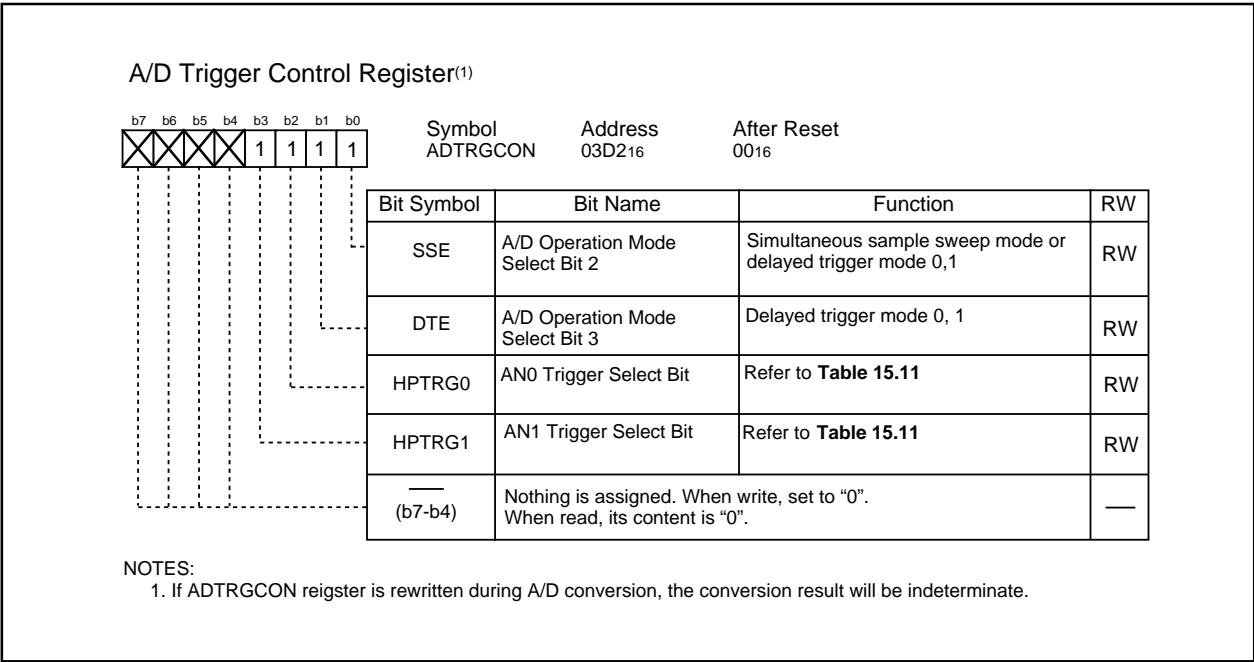 A/D Trigger Control Register(1)
b7 b6 b5 b4 b3 b2 b1 b0
1 1 1 1
Symbol Address After Reset
ADTRGCON 03D216 0016
Bit Symbol Bit Name Function RW
SSE A/D Operation Mode Select Bit 2 Simultaneous sample sweep mode or delayed trigger mode 0,1 RW
DTE A/D Operation Mode Select Bit 3 Delayed trigger mode 0, 1 RW
HPTRG0 AN0 Trigger Select Bit Refer to Table 15.11 RW
HPTRG1 AN1 Trigger Select Bit Refer to Table 15.11 RW
(b7-b4) Nothing is assigned. When write, set to “0”.
When read, its content is “0”.
NOTES:
1. If ADTRGCON reigster is rewritten during A/D conversion, the conversion result will be indeterminate.